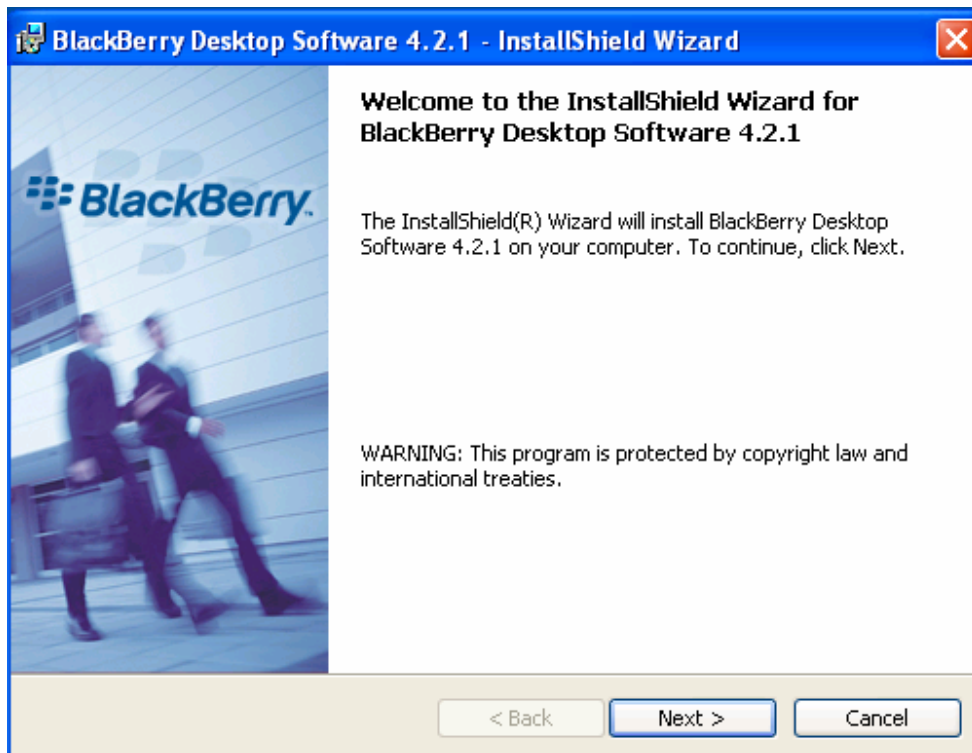 BlackBerry Desktop Software 4.2.1 - InstallShield Wizard
BlackBerry.
Welcome to the InstallShield Wizard for
BlackBerry Desktop Software 4.2.1
The InstallShield(R) Wizard will install BlackBerry Desktop
Software 4.2.1 on your computer. To continue, click Next.
WARNING: This program is protected by copyright law and
international treaties.
< Back
Next >
Cancel